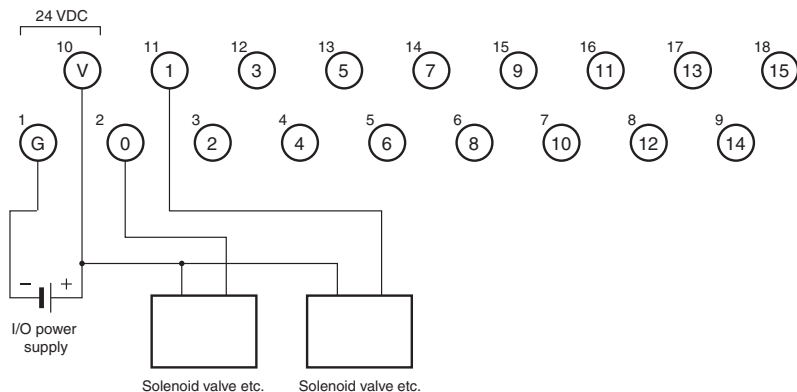 24 VDC
10 11 12 13 14 15 16 17 18
V 1 3 5 7 9 11 13 15
1 2 3 4 5 6 7 8 9
G 0 2 4 6 8 10 12 14
− +
I/O power
supply
Solenoid valve etc. Solenoid valve etc.